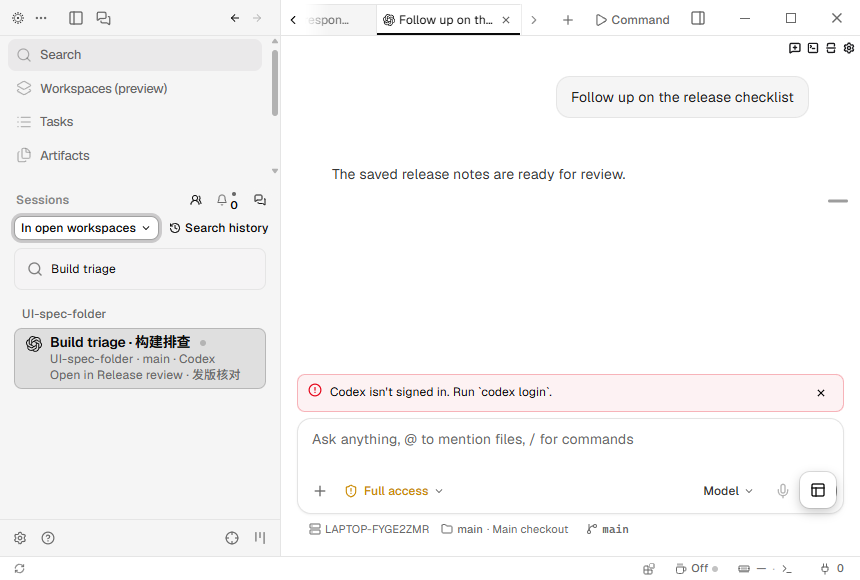 espon...
Follow up on th...
Command
Search
Workspaces (preview)
Tasks
Artifacts
Sessions
0
In open workspaces
Search history
Build triage
UI-spec-folder
Build triage · 构建排查
UI-spec-folder · main · Codex
Open in Release review · 发版核对
Follow up on the release checklist
The saved release notes are ready for review.
Codex isn't signed in. Run `codex login`.
Ask anything, @ to mention files, / for commands
Full access
Model
LAPTOP-FYGE2ZMR
main · Main checkout
main
Off
0